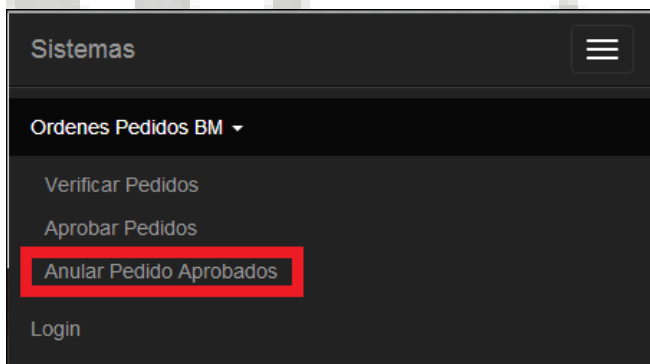 Sistemas
Ordenes Pedidos BM
Verificar Pedidos
Aprobar Pedidos
Anular Pedido Aprobados
Login